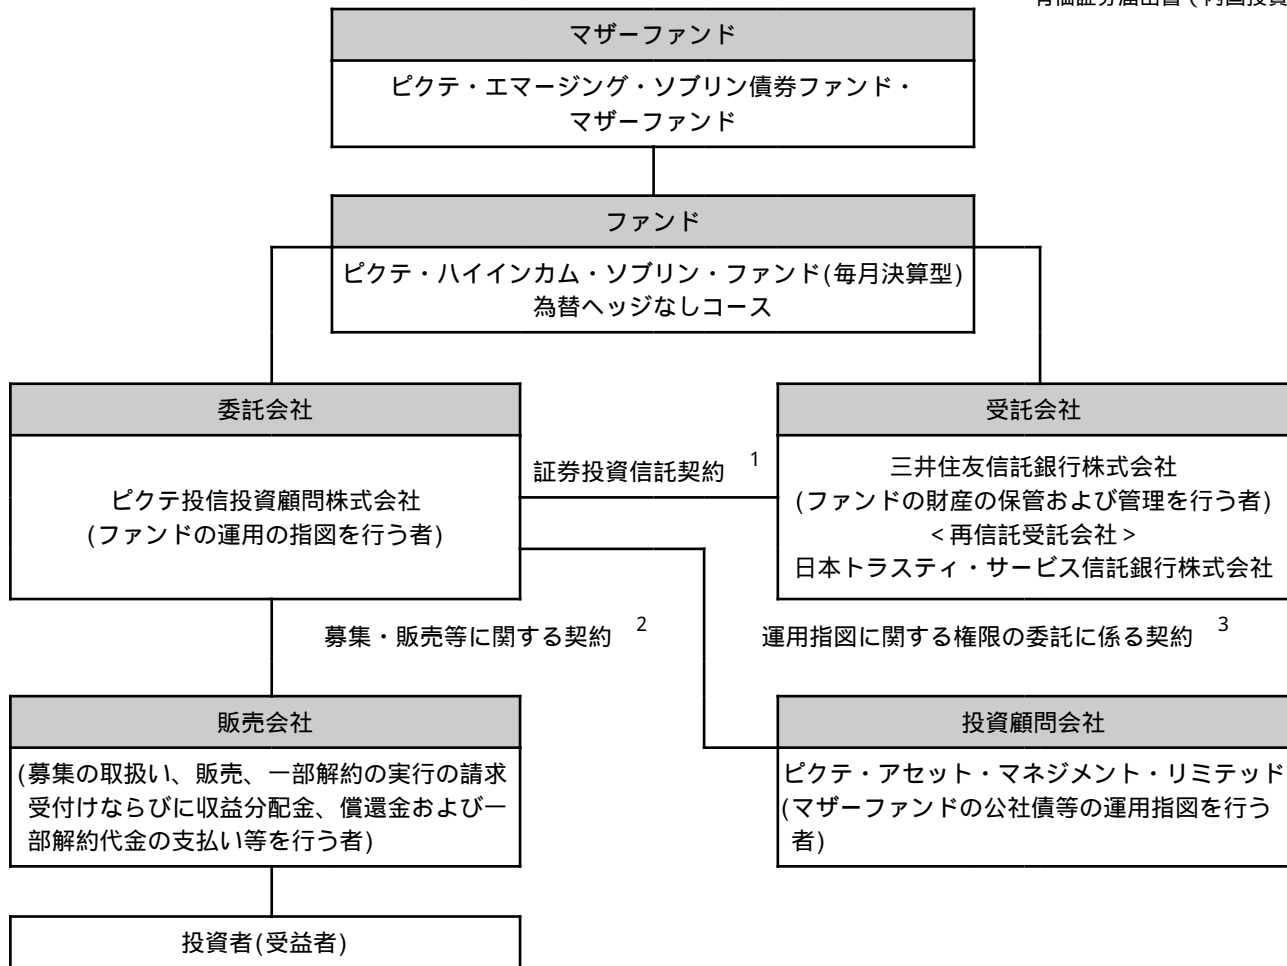 マザーファンド
ピクテ・エマージング・ソブリン債券ファンド・
マザーファンド
ファンド
ピクテ・ハイインカム・ソブリン・ファンド(毎月決算型)
為替ヘッジなしコース
委託会社
受託会社
ピクテ投信投資顧問株式会社
(ファンドの運用の指図を行う者)
証券投資信託契約 1
三井住友信託銀行株式会社
(ファンドの財産の保管および管理を行う者)
<再信託受託会社>
日本トラスティ・サービス信託銀行株式会社
募集・販売等に関する契約 2
運用指図に関する権限の委託に係る契約 3
販売会社
投資顧問会社
(募集の取扱い、販売、一部解約の実行の請求
受付けならびに収益分配金、償還金および一
部解約代金の支払い等を行う者)
ピクテ・アセット・マネジメント・リミテッド
(マザーファンドの公社債等の運用指図を行う
者)
投資者(受益者)